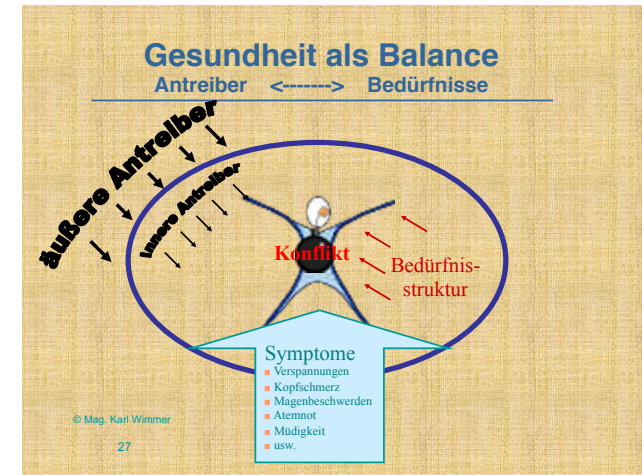 Gesundheit als Balance
Antreiber <-------> Bedürfnisse
äußere Antreiber
Innere Antreiber
Konflikt
Bedürfnis-
struktur
Symptome
Verspannungen
Kopfschmerz
Magenbeschwerden
Atemnot
Müdigkeit
usw.
© Mag. Karl Wimmer
27